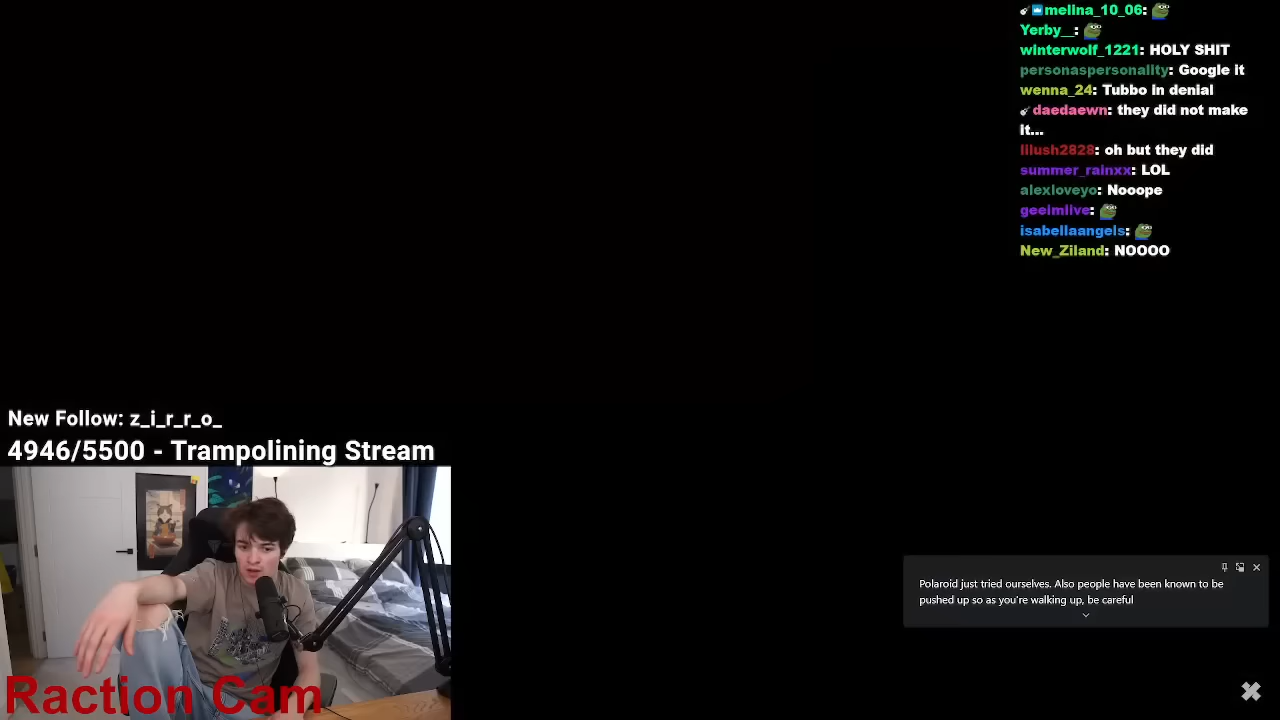 melina_10_06:
Yerby__:
winterwolf_1221: HOLY SHIT
personaspersonality: Google it
wenna_24: Tubbo in denial
daedaewn: they did not make
it...
lilush2828: oh but they did
summer_rainxx: LOL
alexloveyo: Nooope
geeimlive:
isabellaangels:
New_Ziland: NOOOO
New Follow: z_i_r_r_o_
4946/5500 - Trampolining Stream
Polaroid just tried ourselves. Also people have been known to be
pushed up so as you're walking up, be careful
Raction Cam